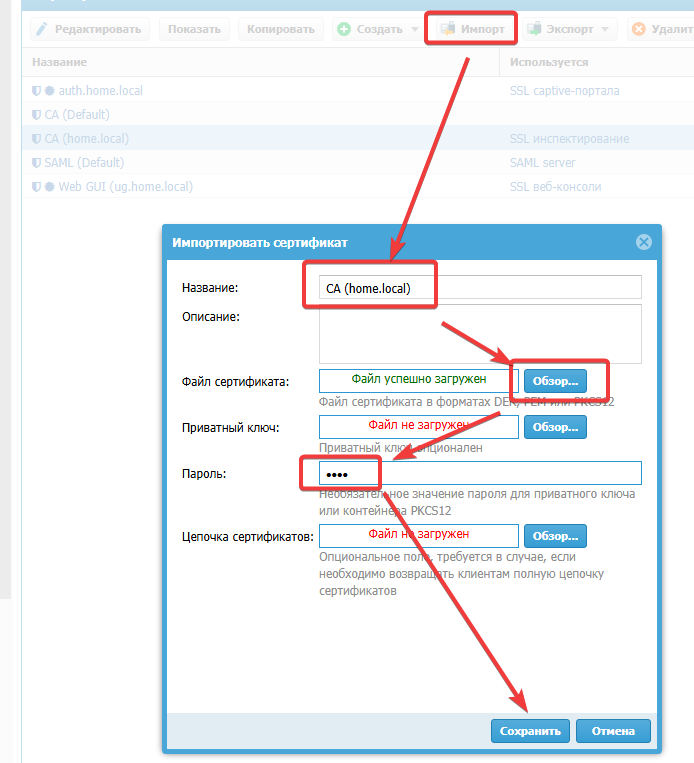 Редактировать Показать Копировать Создать Импорт Экспорт Удалит
Название Используется
auth.home.local SSL captive-портала
CA (Default)
CA (home.local) SSL инспектирование
SAML (Default) SAML server
Web GUI (ug.home.local) SSL веб-консоли
Импортировать сертификат
Название: CA (home.local)
Описание:
Файл сертификата: Файл успешно загружен Обзор...
Файл сертификата в форматах DER, PEM или PKCS12
Приватный ключ: Файл не загружен Обзор...
Приватный ключ опционален
Пароль: ••••
Необязательное значение пароля для приватного ключа
или контейнера PKCS12
Цепочка сертификатов: Файл не загружен Обзор...
Опциональное поле, требуется в случае, если
необходимо возвращать клиентам полную цепочку
сертификатов
Сохранить Отмена